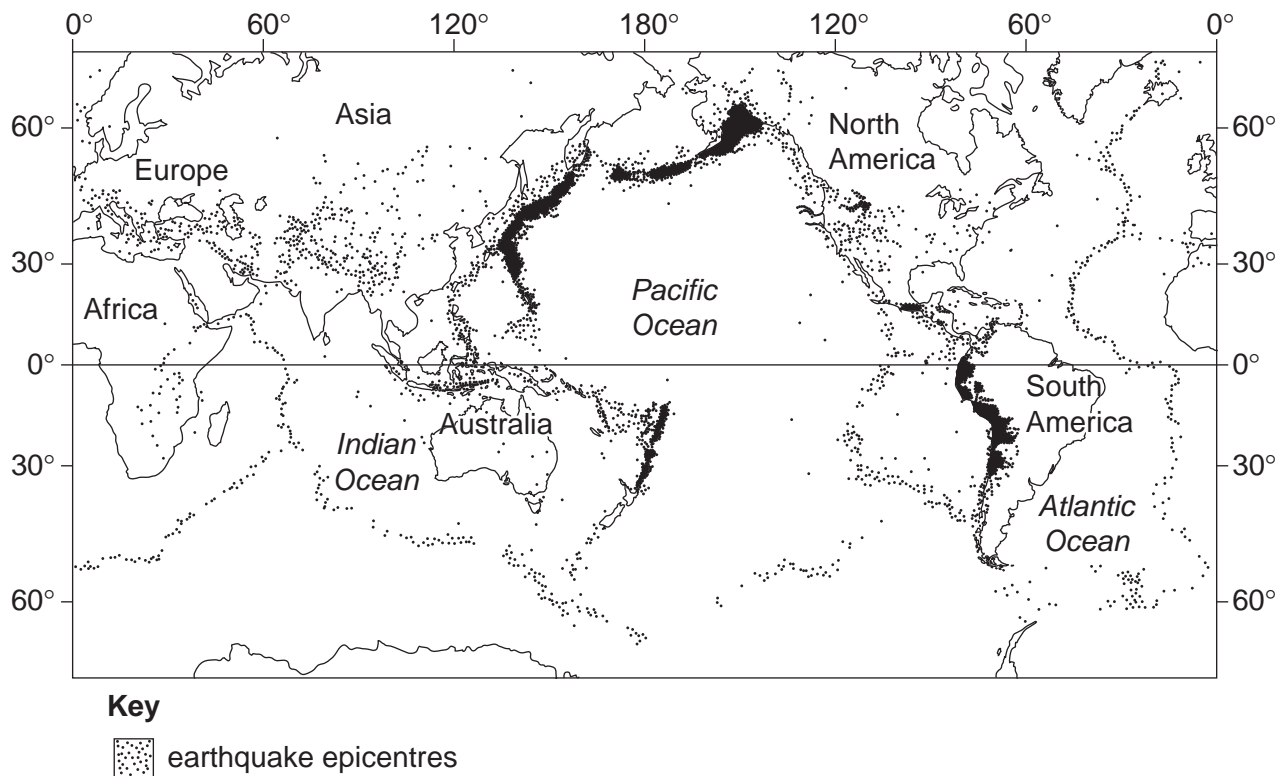 0° 60° 120° 180° 120° 60° 0°
Asia
60° 60°
North
America
Europe
30° 30°
Africa
Pacific
Ocean
0° 0°
South
America
Australia
Indian
Ocean
30° 30°
Atlantic
Ocean
60° 60°
Key
earthquake epicentres